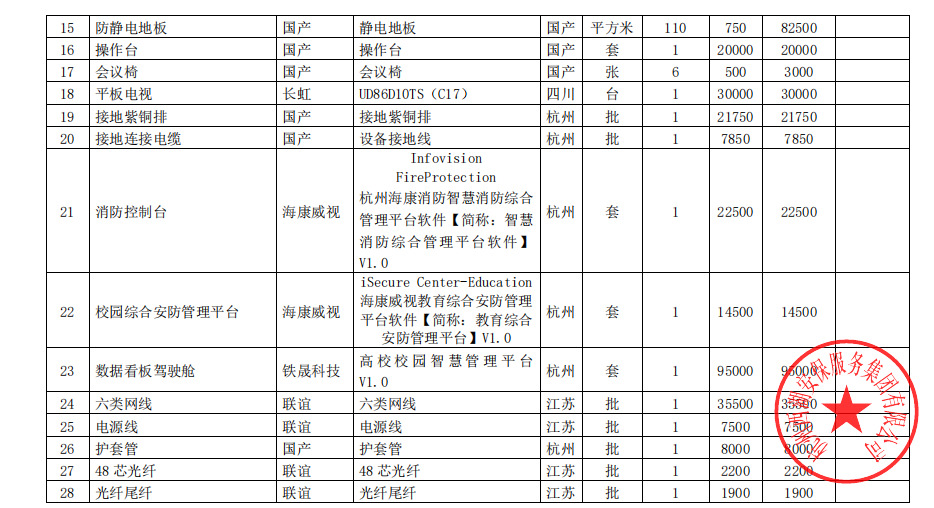 15 防静电地板 国产 静电地板 国产 平方米 110 750 82500
16 操作台 国产 操作台 国产 套 1 20000 20000
17 会议椅 国产 会议椅 国产 张 6 500 3000
18 平板电视 长虹 UD86D10TS（C17） 四川 台 1 30000 30000
19 接地紫铜排 国产 接地紫铜排 杭州 批 1 21750 21750
20 接地连接电缆 国产 设备接地线 杭州 批 1 7850 7850
Infovision
FireProtection
杭州海康消防智慧消防综合
21 消防控制台 海康威视 管理平台软件【简称：智慧 杭州 套 1 22500 22500
消防综合管理平台软件】
V1.0
iSecure Center-Education
海康威视教育综合安防管理
22 校园综合安防管理平台 海康威视 平台软件【简称：教育综合 杭州 套 1 14500 14500
安防管理平台】V1.0
23 数据看板驾驶舱 铁晟科技 高校校园智慧管理平台 杭州 套 1 95000 95000
V1.0
24 六类网线 联谊 六类网线 江苏 批 1 35500 35500
25 电源线 联谊 电源线 江苏 批 1 7500 7500
26 护套管 国产 护套管 杭州 批 1 8000 8000
27 48 芯光纤 联谊 48 芯光纤 江苏 批 1 2200 2200
28 光纤尾纤 联谊 光纤尾纤 江苏 批 1 1900 1900
安保服务集团有限公司